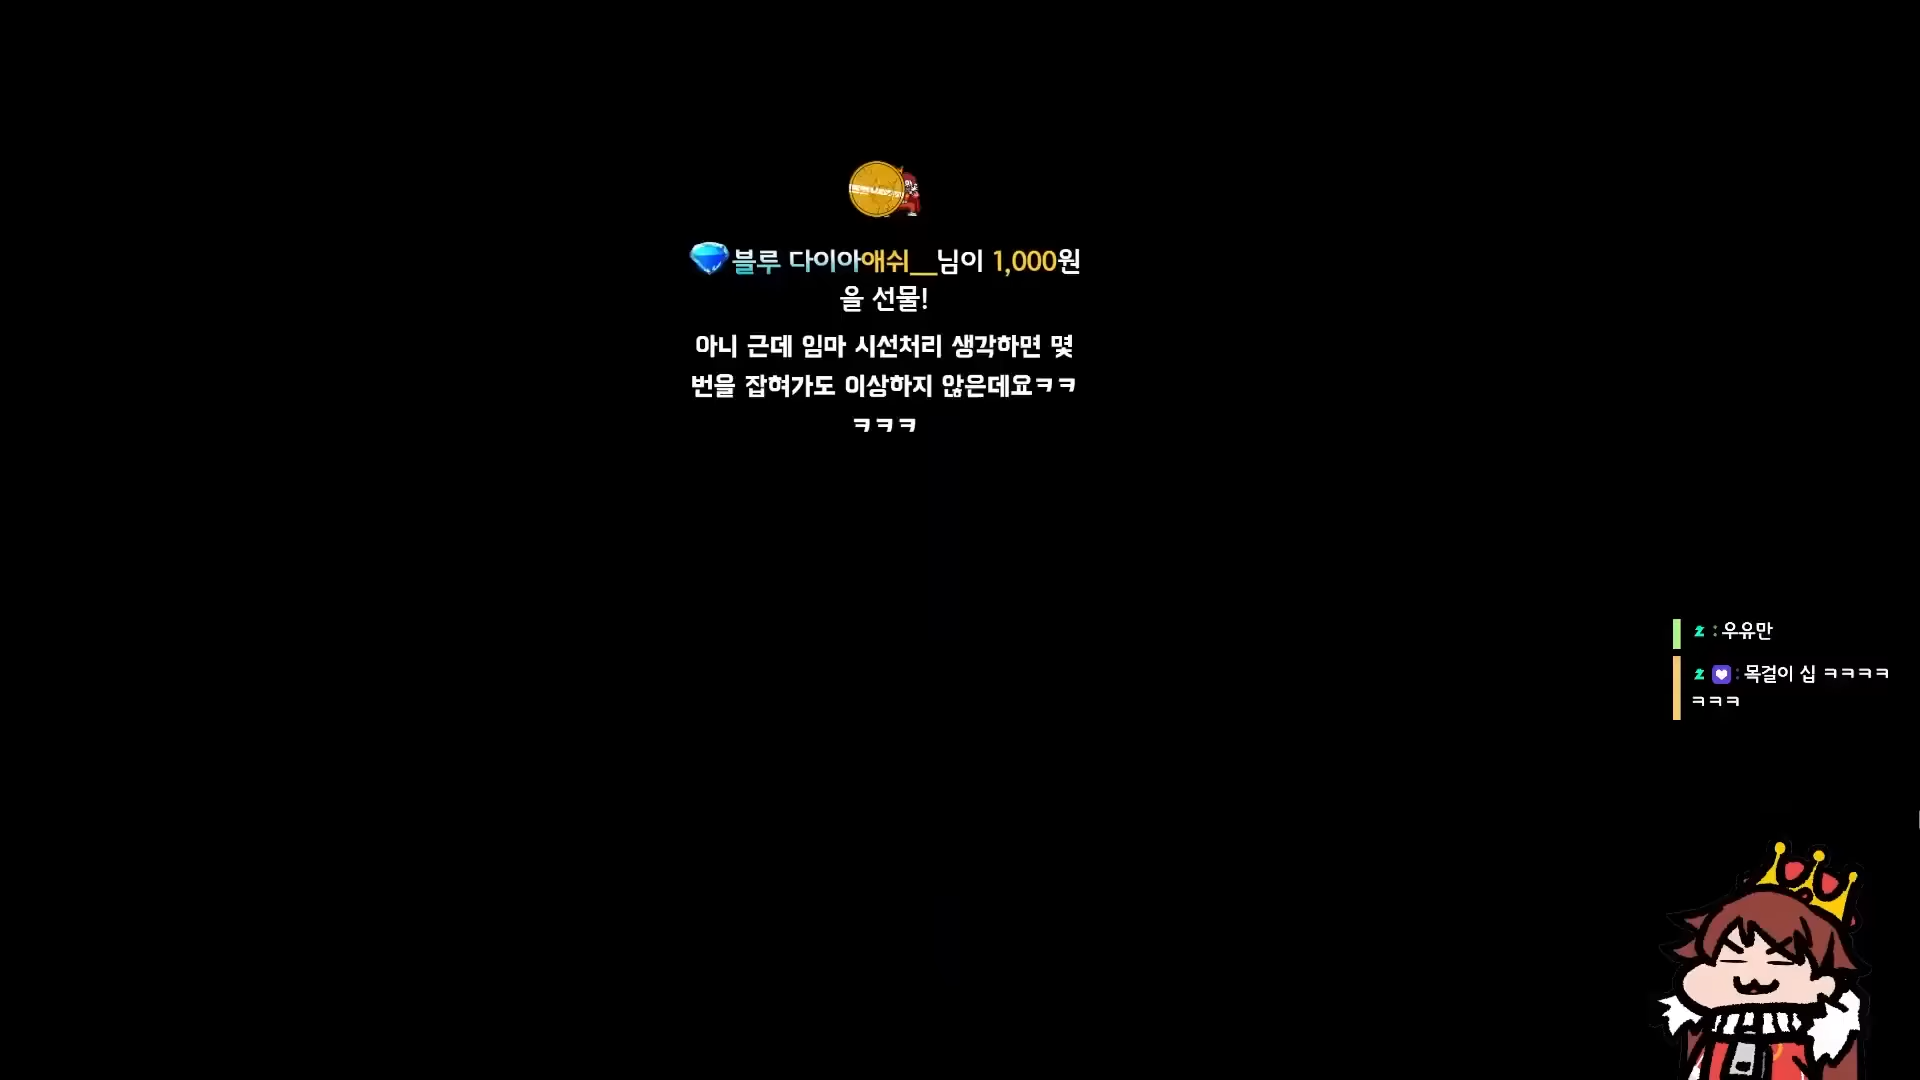 블루 다이아애쉬__님이 1,000원
을 선물!
아니 근데 임마 시선처리 생각하면 몇
번을 잡혀가도 이상하지 않은데요ㅋㅋ
ㅋㅋㅋ
: 우유만
: 목걸이 십 ㅋㅋㅋㅋ
ㅋㅋㅋ